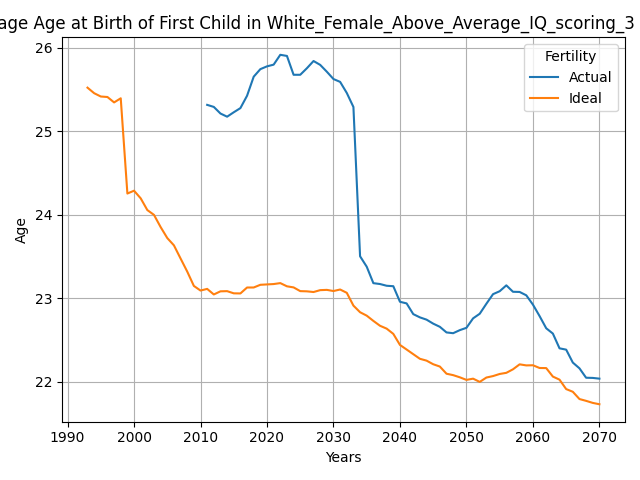 age Age at Birth of First Child in White_Female_Above_Average_IQ_scoring_3
26
25
24
23
22
Age
1990
2000
2010
2020
2030
2040
2050
2060
2070
Years
Fertility
Actual
Ideal